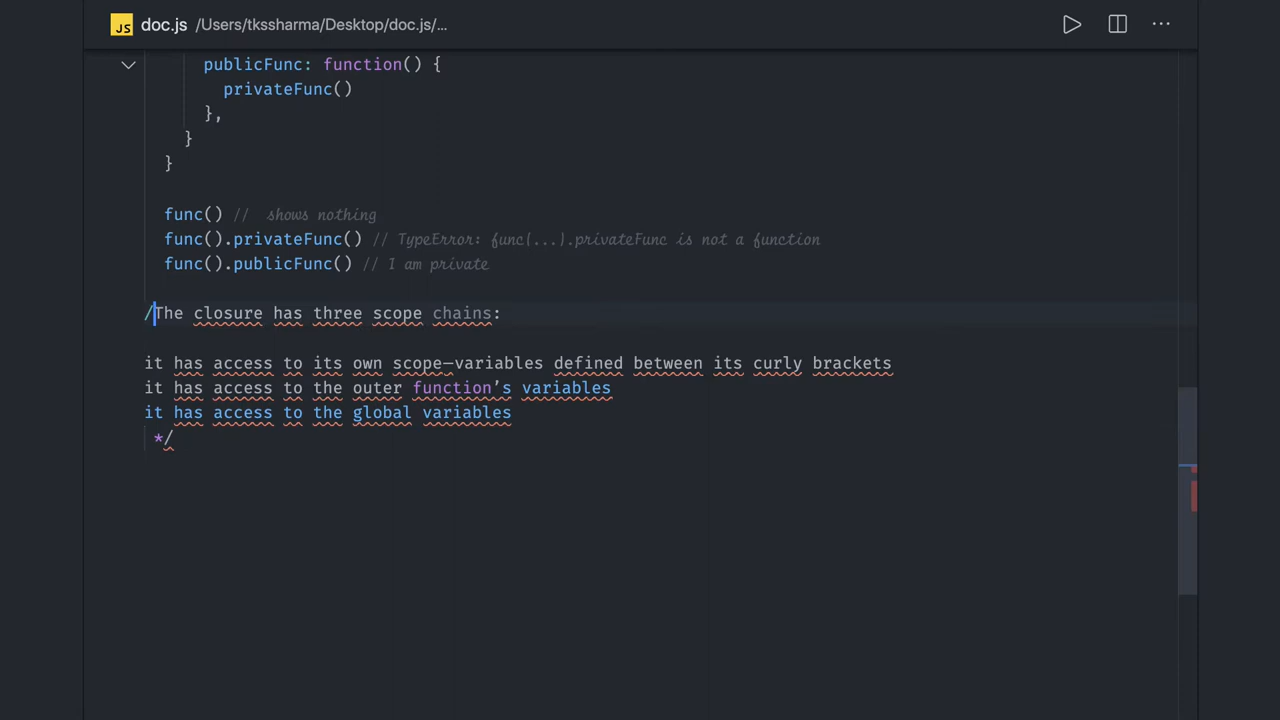 JS doc.js /Users/tkssharma/Desktop/doc.js/...
publicFunc: function() {
privateFunc()
},
}
}
func() //  shows nothing
func().privateFunc() // TypeError: func(...).privateFunc is not a function
func().publicFunc() // I am private
/The closure has three scope chains:
it has access to its own scope—variables defined between its curly brackets
it has access to the outer function’s variables
it has access to the global variables
*/